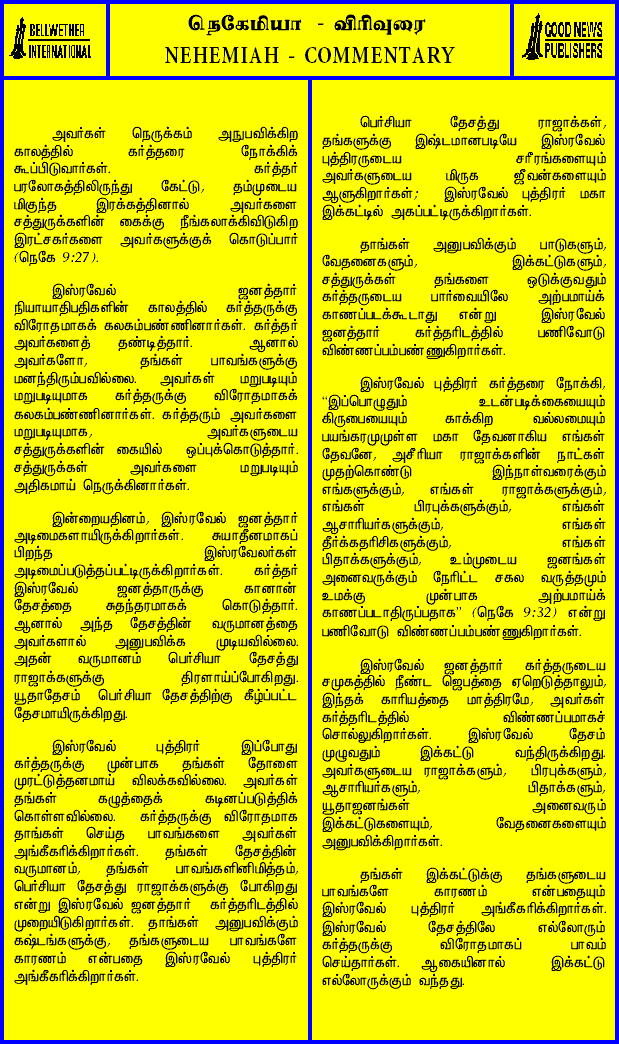 BELLWETHER
INTERNATIONAL
நெகேமியா - விரிவுரை
NEHEMIAH - COMMENTARY
GOOD NEWS
PUBLISHERS
அவர்கள் நெருக்கம் அநுபவிக்கிற
காலத்தில் கர்த்தரை நோக்கிக்
கூப்பிடுவார்கள். கர்த்தர்
பரலோகத்திலிருந்து கேட்டு, தம்முடைய
மிகுந்த இரக்கத்தினால் அவர்களை
சத்துருக்களின் கைக்கு நீங்கலாக்கிவிடுகிற
இரட்சகர்களை அவர்களுக்குக் கொடுப்பார்
(நெகே 9:27).
இஸ்ரவேல் ஜனத்தார்
நியாயாதிபதிகளின் காலத்தில் கர்த்தருக்கு
விரோதமாகக் கலகம்பண்ணினார்கள். கர்த்தர்
அவர்களைத் தண்டித்தார். ஆனால்
அவர்களோ, தங்கள் பாவங்களுக்கு
மனந்திரும்பவில்லை. அவர்கள் மறுபடியும்
மறுபடியுமாக கர்த்தருக்கு விரோதமாகக்
கலகம்பண்ணினார்கள். கர்த்தரும் அவர்களை
மறுபடியுமாக, அவர்களுடைய
சத்துருக்களின் கையில் ஒப்புக்கொடுத்தார்.
சத்துருக்கள் அவர்களை மறுபடியும்
அதிகமாய் நெருக்கினார்கள்.
இன்றையதினம், இஸ்ரவேல் ஜனத்தார்
அடிமைகளாயிருக்கிறார்கள். சுயாதீனமாகப்
பிறந்த இஸ்ரவேலர்கள்
அடிமைப்படுத்தப்பட்டிருக்கிறார்கள். கர்த்தர்
இஸ்ரவேல் ஜனத்தாருக்கு கானான்
தேசத்தை சுதந்தரமாகக் கொடுத்தார்.
ஆனால் அந்த தேசத்தின் வருமானத்தை
அவர்களால் அனுபவிக்க முடியவில்லை.
அதன் வருமானம் பெர்சியா தேசத்து
ராஜாக்களுக்கு திரளாய்ப்போகிறது.
யூதாதேசம் பெர்சியா தேசத்திற்கு கீழ்ப்பட்ட
தேசமாயிருக்கிறது.
இஸ்ரவேல் புத்திரர் இப்போது
கர்த்தருக்கு முன்பாக தங்கள் தோளை
முரட்டுத்தனமாய் விலக்கவில்லை. அவர்கள்
தங்கள் கழுத்தைக் கடினப்படுத்திக்
கொள்ளவில்லை. கர்த்தருக்கு விரோதமாக
தாங்கள் செய்த பாவங்களை அவர்கள்
அங்கீகரிக்கிறார்கள். தங்கள் தேசத்தின்
வருமானம், தங்கள் பாவங்களினிமித்தம்,
பெர்சியா தேசத்து ராஜாக்களுக்கு போகிறது
என்று இஸ்ரவேல் ஜனத்தார் கர்த்தரிடத்தில்
முறையிடுகிறார்கள். தாங்கள் அனுபவிக்கும்
கஷ்டங்களுக்கு, தங்களுடைய பாவங்களே
காரணம் என்பதை இஸ்ரவேல் புத்திரர்
அங்கீகரிக்கிறார்கள்.
பெர்சியா தேசத்து ராஜாக்கள்,
தங்களுக்கு இஷ்டமானபடியே இஸ்ரவேல்
புத்திரருடைய சரீரங்களையும்
அவர்களுடைய மிருக ஜீவன்களையும்
ஆளுகிறார்கள்; இஸ்ரவேல் புத்திரர் மகா
இக்கட்டில் அகப்பட்டிருக்கிறார்கள்.
தாங்கள் அனுபவிக்கும் பாடுகளும்,
வேதனைகளும், இக்கட்டுகளும்,
சத்துருக்கள் தங்களை ஒடுக்குவதும்
கர்த்தருடைய பார்வையிலே அற்பமாய்க்
காணப்படக்கூடாது என்று இஸ்ரவேல்
ஜனத்தார் கர்த்தரிடத்தில் பணிவோடு
விண்ணப்பம்பண்ணுகிறார்கள்.
இஸ்ரவேல் புத்திரர் கர்த்தரை நோக்கி,
“இப்பொழுதும் உடன்படிக்கையையும்
கிருபையையும் காக்கிற வல்லமையும்
பயங்கரமுமுள்ள மகா தேவனாகிய எங்கள்
தேவனே, அசீரியா ராஜாக்களின் நாட்கள்
முதற்கொண்டு இந்நாள்வரைக்கும்
எங்களுக்கும், எங்கள் ராஜாக்களுக்கும்,
எங்கள் பிரபுக்களுக்கும், எங்கள்
ஆசாரியர்களுக்கும், எங்கள்
தீர்க்கதரிசிகளுக்கும், எங்கள்
பிதாக்களுக்கும், உம்முடைய ஜனங்கள்
அனைவருக்கும் நேரிட்ட சகல வருத்தமும்
உமக்கு முன்பாக அற்பமாய்க்
காணப்படாதிருப்பதாக” (நெகே 9:32) என்று
பணிவோடு விண்ணப்பம்பண்ணுகிறார்கள்.
இஸ்ரவேல் ஜனத்தார் கர்த்தருடைய
சமுகத்தில் நீண்ட ஜெபத்தை ஏறெடுத்தாலும்,
இந்தக் காரியத்தை மாத்திரமே, அவர்கள்
கர்த்தரிடத்தில் விண்ணப்பமாகச்
சொல்லுகிறார்கள். இஸ்ரவேல் தேசம்
முழுவதும் இக்கட்டு வந்திருக்கிறது.
அவர்களுடைய ராஜாக்களும், பிரபுக்களும்,
ஆசாரியர்களும், பிதாக்களும்,
யூதாஜனங்கள் அனைவரும்
இக்கட்டுகளையும், வேதனைகளையும்
அனுபவிக்கிறார்கள்.
தங்கள் இக்கட்டுக்கு தங்களுடைய
பாவங்களே காரணம் என்பதையும்
இஸ்ரவேல் புத்திரர் அங்கீகரிக்கிறார்கள்.
இஸ்ரவேல் தேசத்திலே எல்லோரும்
கர்த்தருக்கு விரோதமாகப் பாவம்
செய்தார்கள். ஆகையினால் இக்கட்டு
எல்லோருக்கும் வந்தது.